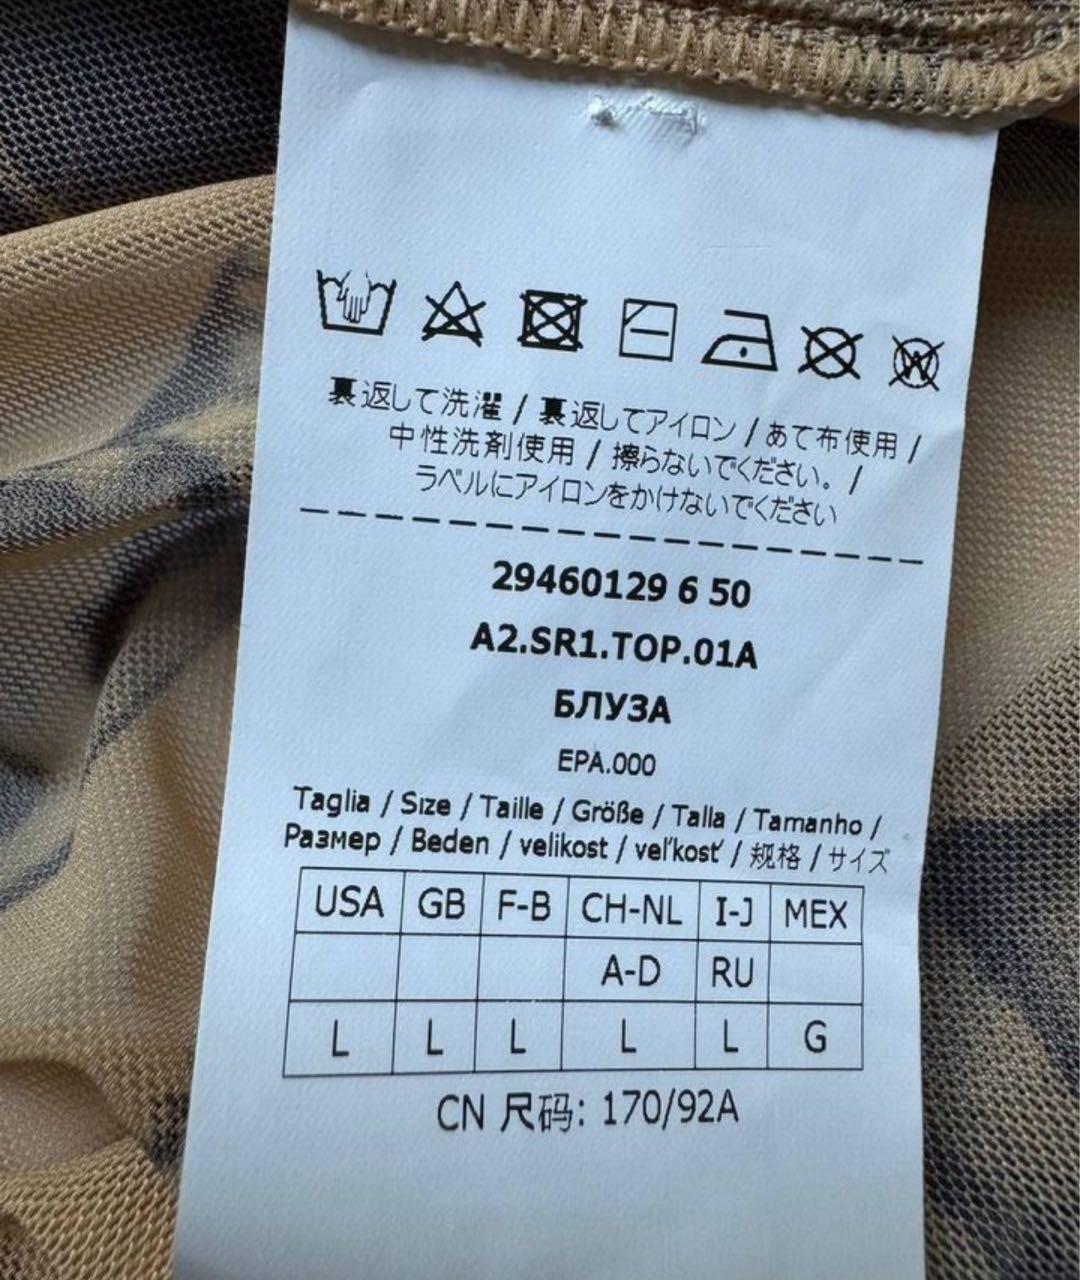 裏返して洗濯 / 裏返してアイロン / あて布使用 /
中性洗剤使用 / 擦らないでください。 /
ラベルにアイロンをかけないでください
29460129 6 50
A2.SR1.TOP.01A
БЛУЗА
EPA.000
Taglia / Size / Taille / Größe / Talla / Tamanho /
Размер / Beden / velikost / veľkosť / 规格 / サイズ
USA GB F-B CH-NL I-J MEX
A-D RU
L L L L L G
CN 尺码: 170/92A